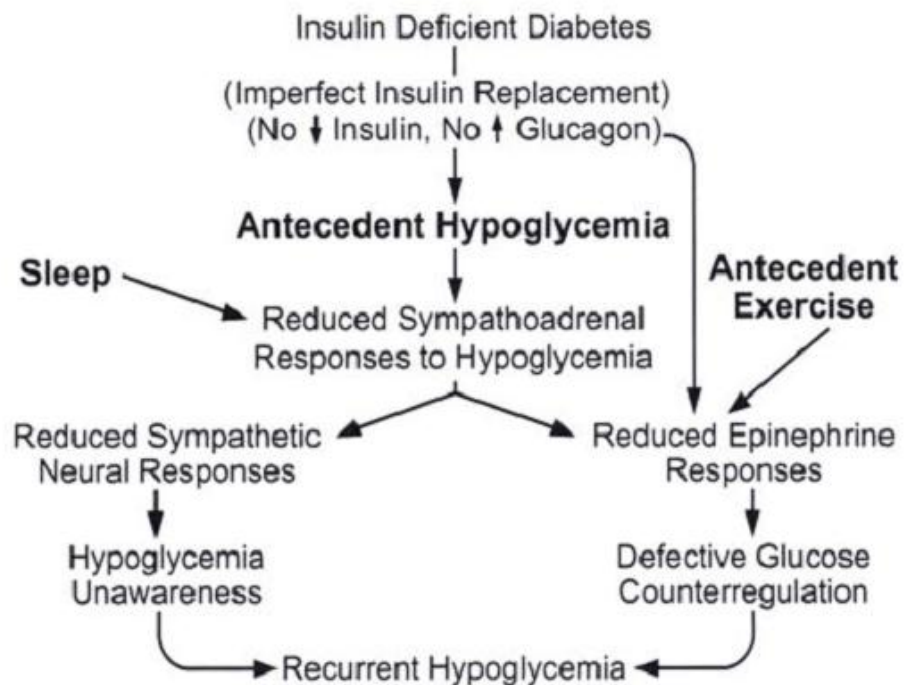 Insulin Deficient Diabetes
(Imperfect Insulin Replacement)
(No ↓ Insulin, No ↑ Glucagon)
Antecedent Hypoglycemia
Sleep
Antecedent
Exercise
Reduced Sympathoadrenal
Responses to Hypoglycemia
Reduced Sympathetic
Neural Responses
Reduced Epinephrine
Responses
Hypoglycemia
Unawareness
Defective Glucose
Counterregulation
Recurrent Hypoglycemia